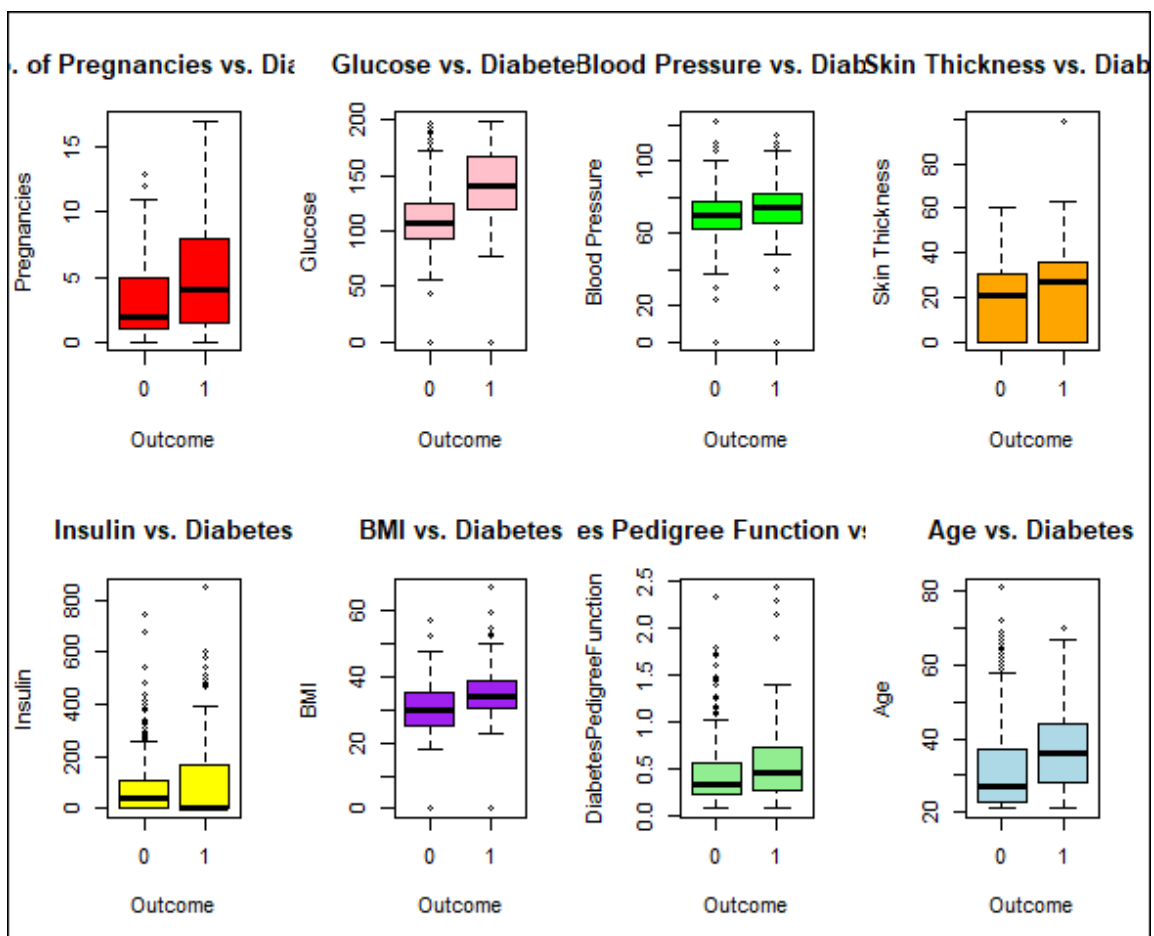 . of Pregnancies vs. Dia
Pregnancies
0 5 10 15
0 1
Outcome
Glucose vs. Diabete
Glucose
0 50 100 150 200
0 1
Outcome
Blood Pressure vs. Diab
Blood Pressure
0 20 60 100
0 1
Outcome
Skin Thickness vs. Diab
Skin Thickness
0 20 40 60 80
0 1
Outcome
Insulin vs. Diabetes
Insulin
0 200 400 600 800
0 1
Outcome
BMI vs. Diabetes
BMI
0 20 40 60
0 1
Outcome
es Pedigree Function vs
DiabetesPedigreeFunction
0.0 0.5 1.0 1.5 2.0 2.5
0 1
Outcome
Age vs. Diabetes
Age
20 40 60 80
0 1
Outcome